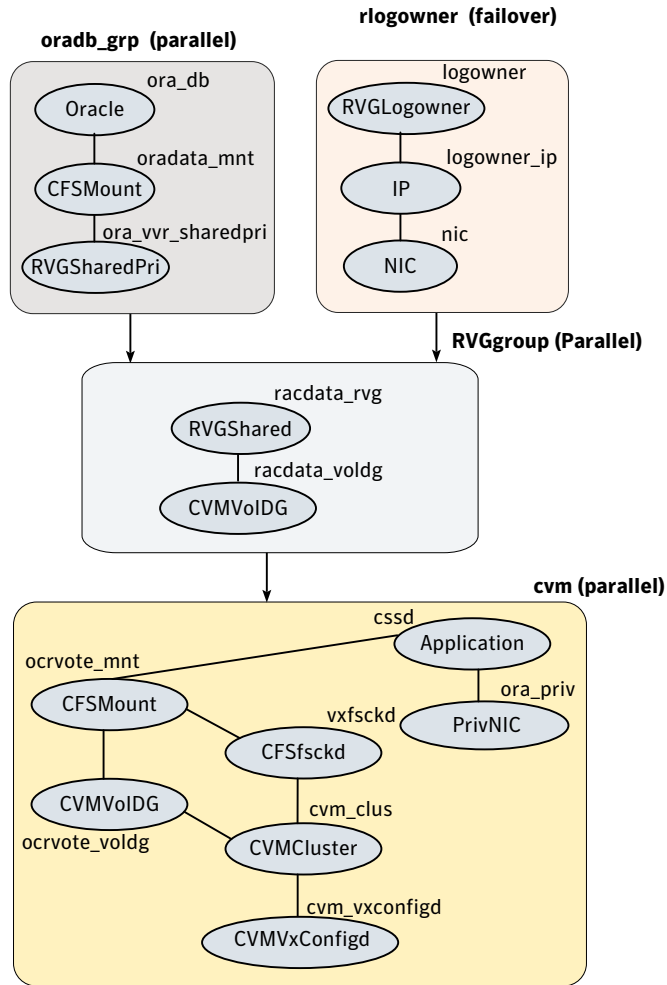 rlogowner (failover)
oradb_grp (parallel)
ora_db
Oracle
oradata_mnt
CFSMount
ora_vvr_sharedpri
RVGSharedPri
logowner
RVGLogowner
logowner_ip
IP
nic
NIC
RVGgroup (Parallel)
racdata_rvg
RVGShared
racdata_voldg
CVMVolDG
cvm (parallel)
cssd
Application
ocrvote_mnt
CFSMount
ora_priv
PrivNIC
vxfsckd
CFSfsckd
CVMVolDG
ocrvote_voldg
cvm_clus
CVMCluster
cvm_vxconfigd
CVMVxConfigd